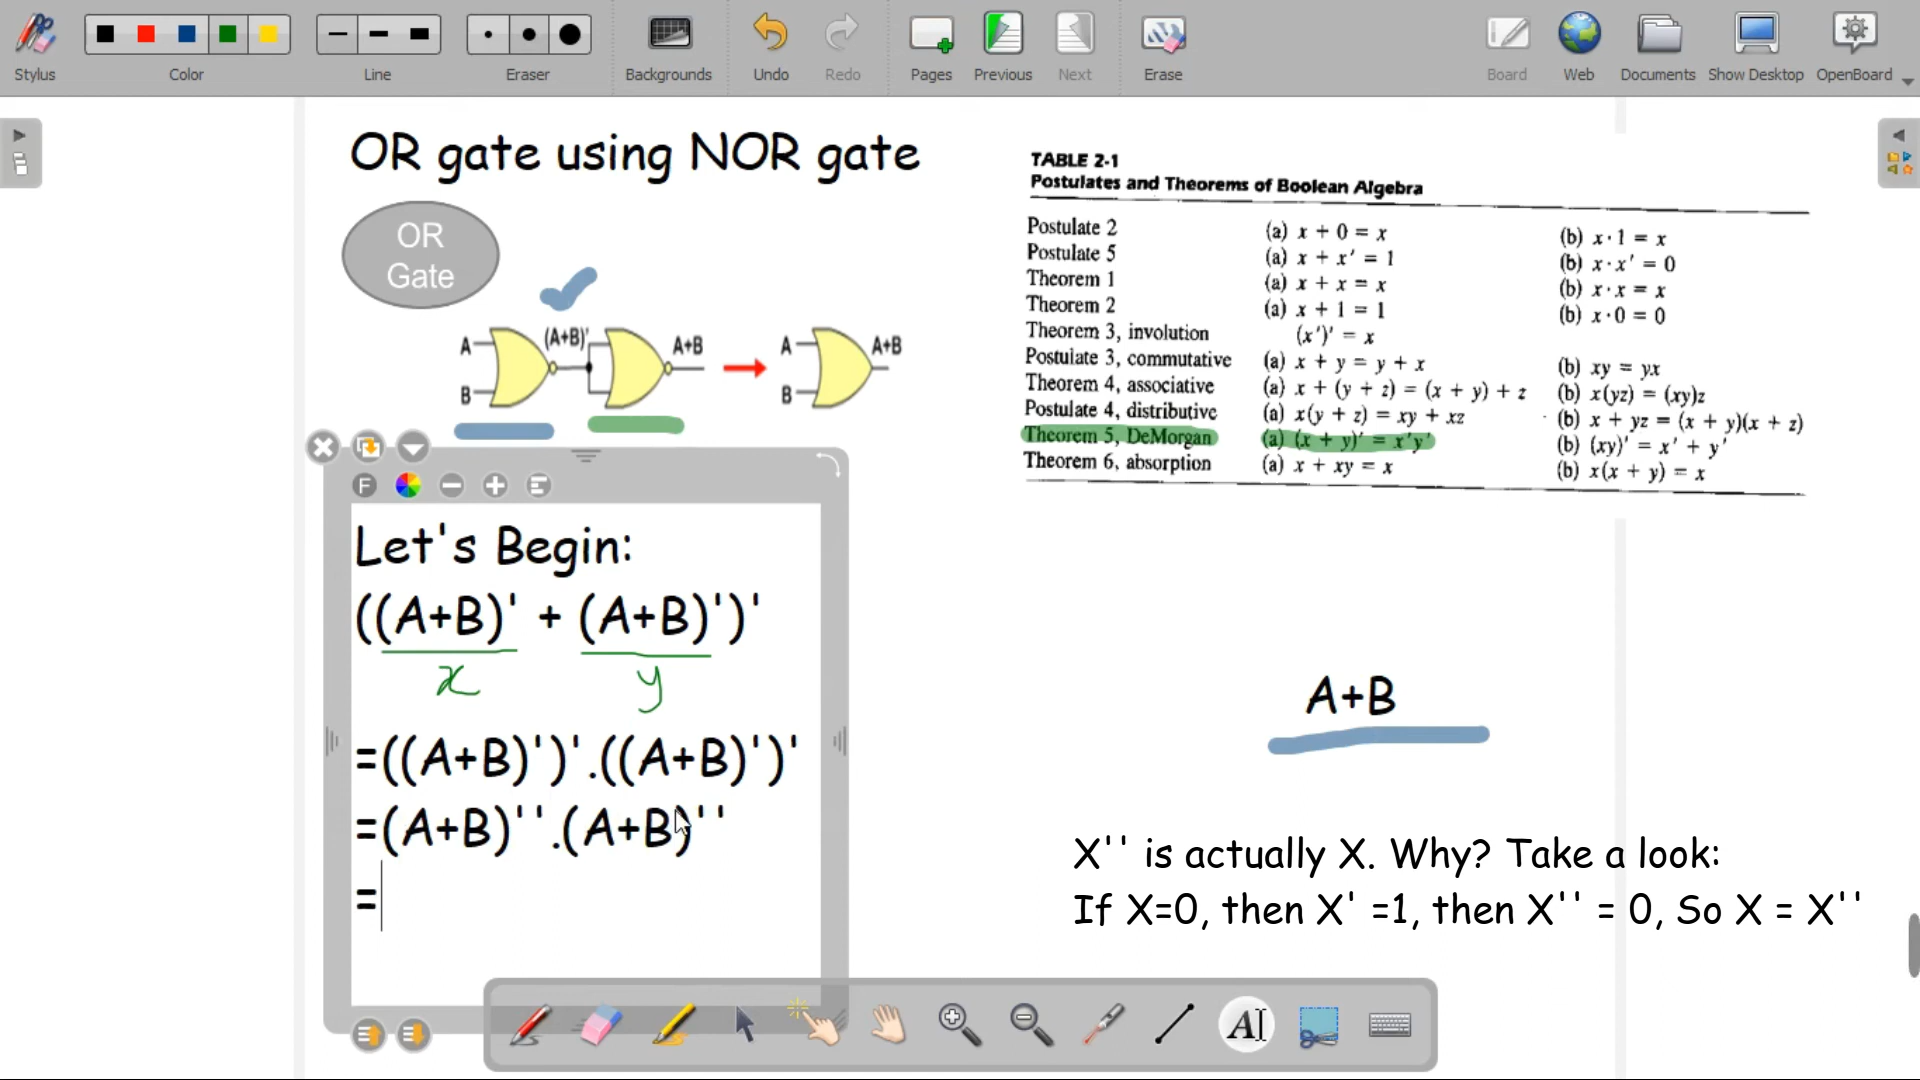 Stylus
Color
Line
Eraser
Backgrounds
Undo
Redo
Pages
Previous
Next
Erase
Board
Web
Documents
Show Desktop
OpenBoard
OR gate using NOR gate
OR
Gate
A
B
(A+B)'
A+B
A
B
A+B
TABLE 2-1
Postulates and Theorems of Boolean Algebra
Postulate 2 (a) x + 0 = x (b) x · 1 = x
Postulate 5 (a) x + x' = 1 (b) x · x' = 0
Theorem 1 (a) x + x = x (b) x · x = x
Theorem 2 (a) x + 1 = 1 (b) x · 0 = 0
Theorem 3, involution (x')' = x
Postulate 3, commutative (a) x + y = y + x (b) xy = yx
Theorem 4, associative (a) x + (y + z) = (x + y) + z (b) x(yz) = (xy)z
Postulate 4, distributive (a) x(y + z) = xy + xz (b) x + yz = (x + y)(x + z)
Theorem 5, DeMorgan (a) (x + y)' = x'y' (b) (xy)' = x' + y'
Theorem 6, absorption (a) x + xy = x (b) x(x + y) = x
F
Let's Begin:
((A+B)' + (A+B)')'
x y
=((A+B)')'.((A+B)')'
=(A+B)''.(A+B)''
=
A+B
X'' is actually X. Why? Take a look:
If X=0, then X' =1, then X'' = 0, So X = X''
AI